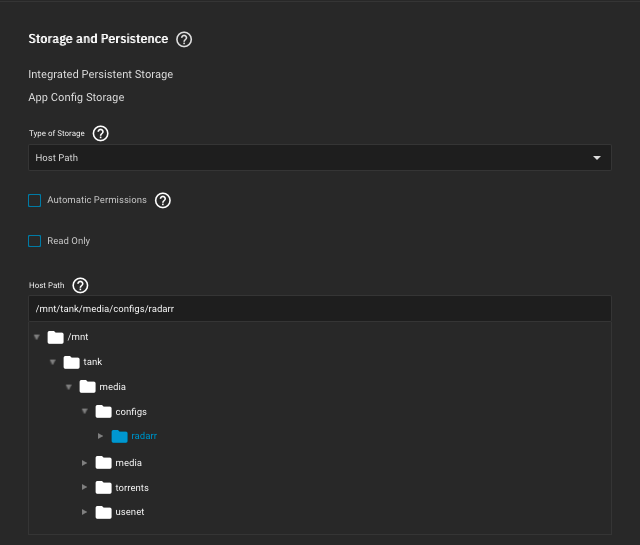 Storage and Persistence ?
Integrated Persistent Storage
App Config Storage
Type of Storage ?
Host Path
Automatic Permissions ?
Read Only
Host Path ?
/mnt/tank/media/configs/radarr
/mnt
tank
media
configs
radarr
media
torrents
usenet